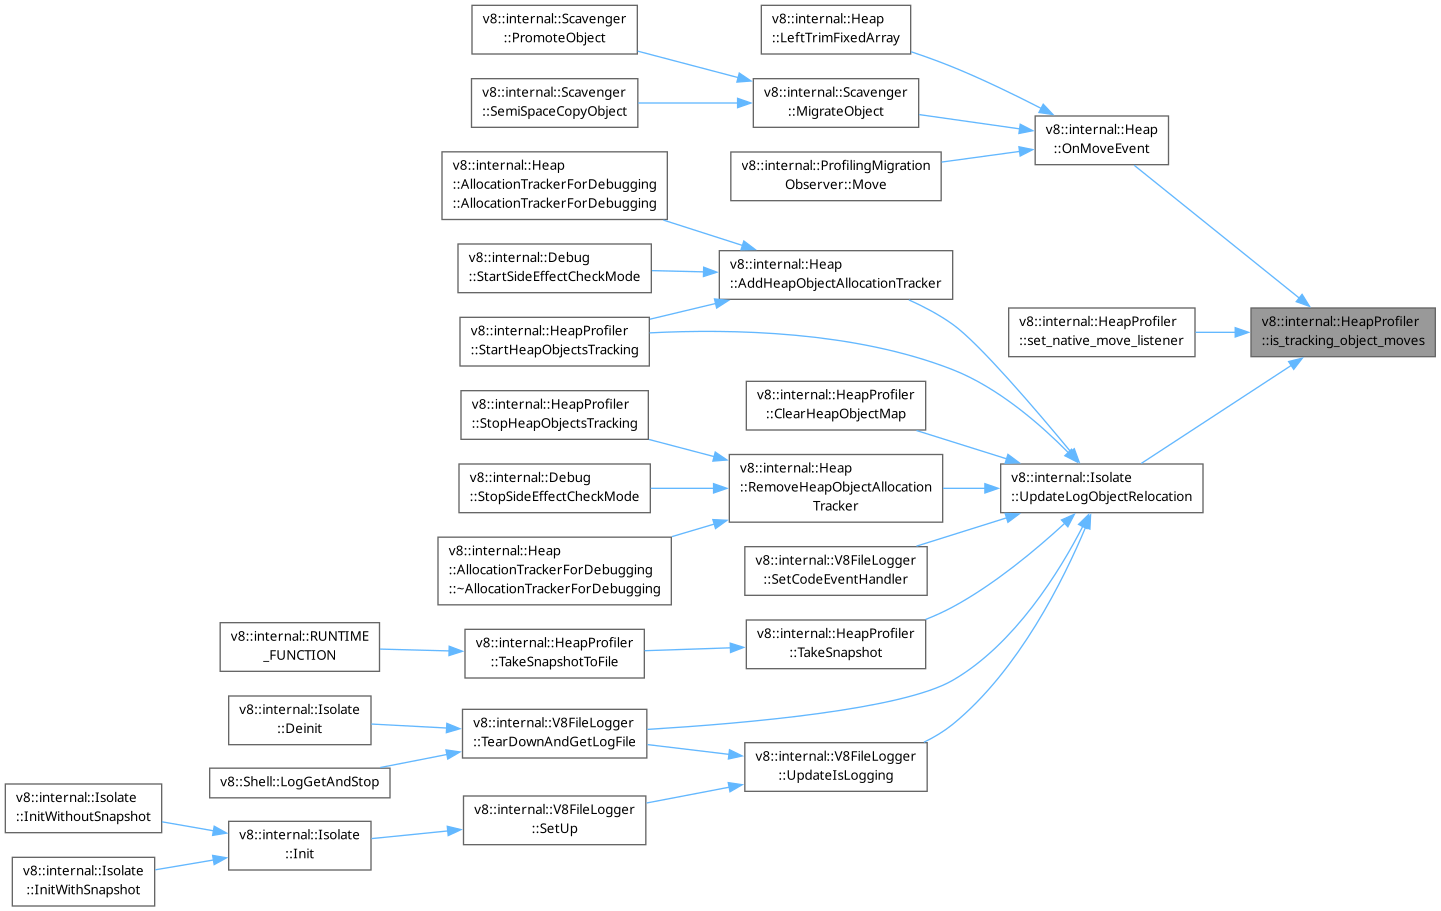 v8::internal::Scavenger
::PromoteObject
v8::internal::Heap
::LeftTrimFixedArray
v8::internal::Scavenger
::SemiSpaceCopyObject
v8::internal::Scavenger
::MigrateObject
v8::internal::Heap
::OnMoveEvent
v8::internal::Heap
::AllocationTrackerForDebugging
::AllocationTrackerForDebugging
v8::internal::ProfilingMigration
Observer::Move
v8::internal::Debug
::StartSideEffectCheckMode
v8::internal::Heap
::AddHeapObjectAllocationTracker
v8::internal::HeapProfiler
::StartHeapObjectsTracking
v8::internal::HeapProfiler
::set_native_move_listener
v8::internal::HeapProfiler
::is_tracking_object_moves
v8::internal::HeapProfiler
::StopHeapObjectsTracking
v8::internal::HeapProfiler
::ClearHeapObjectMap
v8::internal::Debug
::StopSideEffectCheckMode
v8::internal::Heap
::RemoveHeapObjectAllocation
Tracker
v8::internal::Isolate
::UpdateLogObjectRelocation
v8::internal::Heap
::AllocationTrackerForDebugging
::~AllocationTrackerForDebugging
v8::internal::V8FileLogger
::SetCodeEventHandler
v8::internal::RUNTIME
_FUNCTION
v8::internal::HeapProfiler
::TakeSnapshotToFile
v8::internal::HeapProfiler
::TakeSnapshot
v8::internal::Isolate
::Deinit
v8::internal::V8FileLogger
::TearDownAndGetLogFile
v8::Shell::LogGetAndStop
v8::internal::V8FileLogger
::UpdateIsLogging
v8::internal::Isolate
::InitWithoutSnapshot
v8::internal::Isolate
::Init
v8::internal::V8FileLogger
::SetUp
v8::internal::Isolate
::InitWithSnapshot